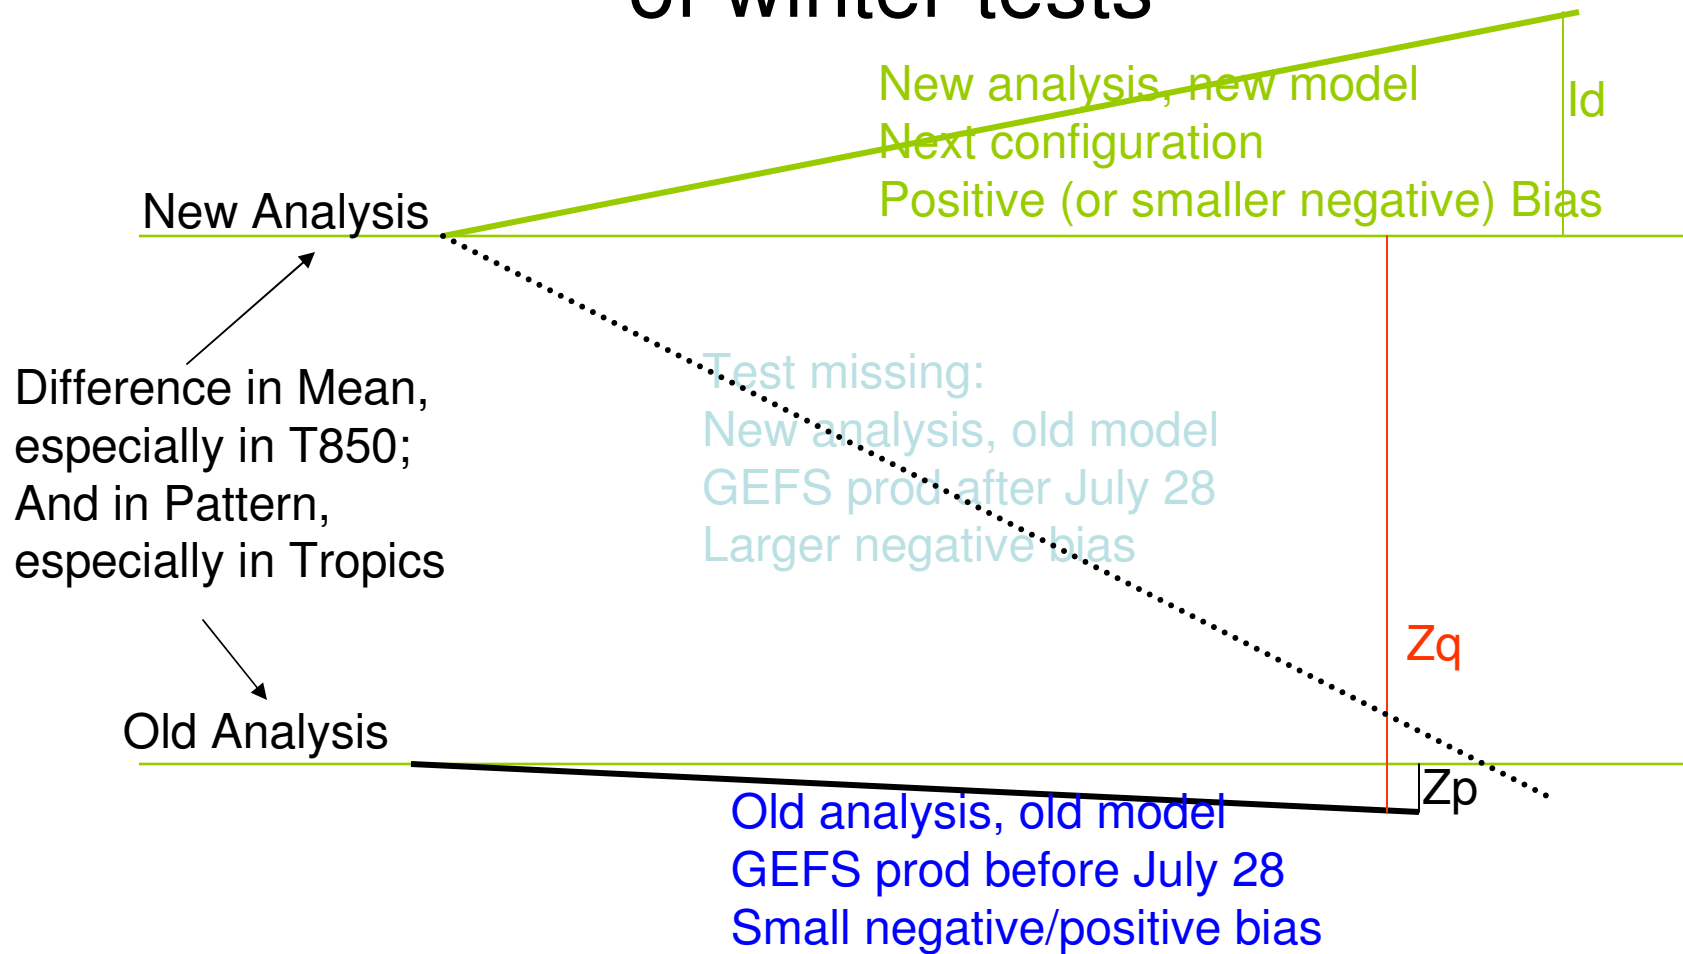 of winter tests
New analysis, new model
Next configuration
Positive (or smaller negative) Bias
Id
New Analysis
Difference in Mean,
especially in T850;
And in Pattern,
especially in Tropics
Test missing:
New analysis, old model
GEFS prod after July 28
Larger negative bias
Zq
Old Analysis
Zp
Old analysis, old model
GEFS prod before July 28
Small negative/positive bias